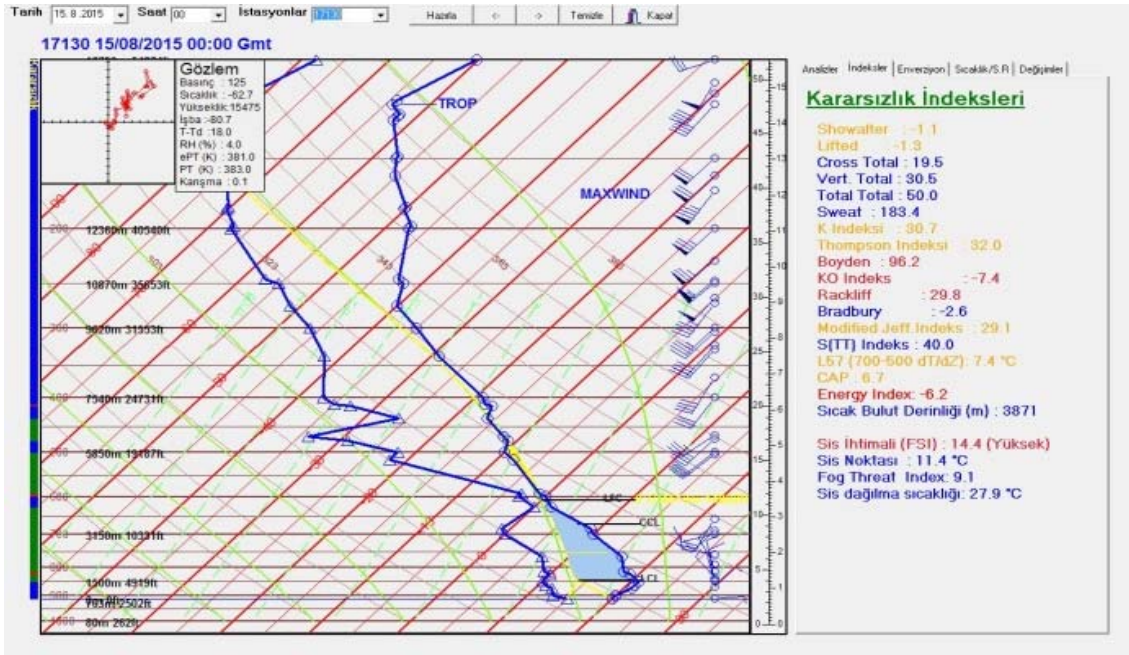 Tarih 15. 8 .2015 Saat 00 İstasyonlar 17130 Hazırla <- -> Temizle Kapat
17130 15/08/2015 00:00 Gmt
Gözlem
Basınç : 125
Sıcaklık : -62.7
Yükseklik:15475
İşba :-80.7
T-Td :18.0
RH (%) : 4.0
ePT (K) : 381.0
PT (K) : 383.0
Karışma : 0.1
TROP
MAXWIND
200 12360m 40540ft
10870m 35653ft
300 9620m 31553ft
400 7540m 24731ft
5850m 19187ft
LFC
CCL
3150m 10331ft
LCL
1500m 4919ft
793m 2502ft
80m 262ft
Analizler İndeksler Enverziyon Sıcaklık/S.R Değişimler
Kararsızlık İndeksleri
Showalter :-1.1
Lifted -1.3
Cross Total : 19.5
Vert. Total : 30.5
Total Total : 50.0
Sweat : 183.4
K İndeksi : 30.7
Thompson İndeksi : 32.0
Boyden : 96.2
KO İndeks :-7.4
Rackliff : 29.8
Bradbury :-2.6
Modified Jeff.İndeks : 29.1
S(TT) İndeks : 40.0
L57 (700-500 dT/dZ): 7.4 °C
CAP : 6.7
Energy Index: -6.2
Sıcak Bulut Derinliği (m) : 3871
Sis İhtimali (FSI) : 14.4 (Yüksek)
Sis Noktası : 11.4 °C
Fog Threat Index: 9.1
Sis dağılma sıcaklığı: 27.9 °C